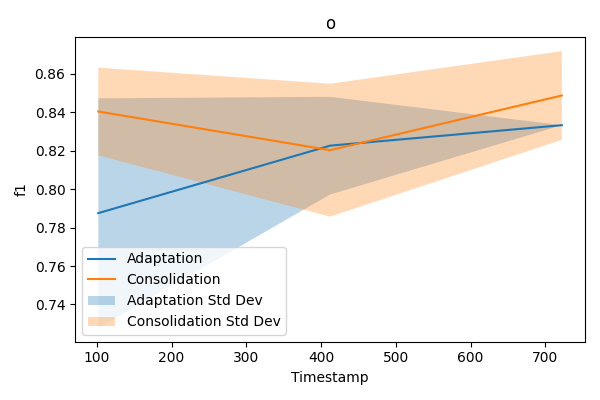 o
f1
0.86
0.84
0.82
0.80
0.78
0.76
0.74
Adaptation
Consolidation
Adaptation Std Dev
Consolidation Std Dev
100 200 300 400 500 600 700
Timestamp